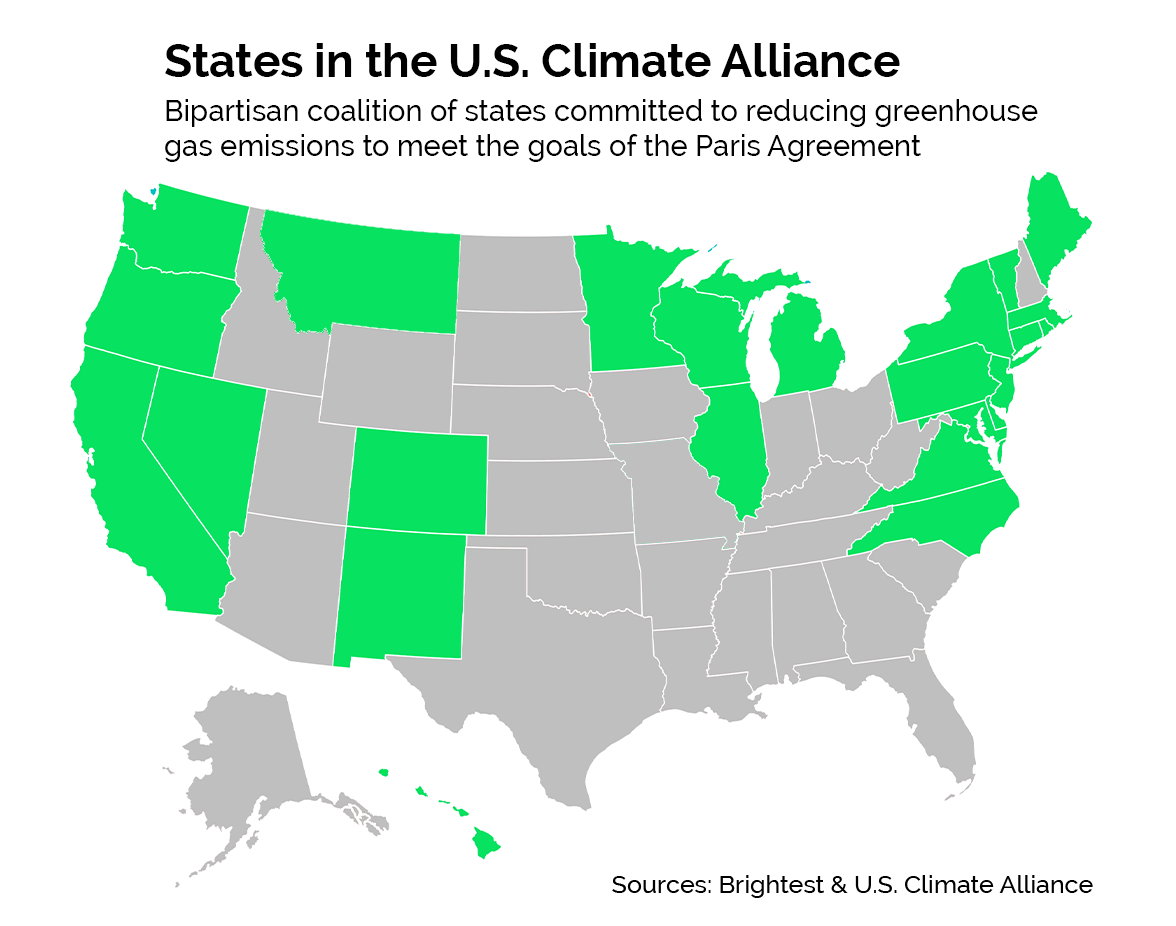 States in the U.S. Climate Alliance
Bipartisan coalition of states committed to reducing greenhouse
gas emissions to meet the goals of the Paris Agreement
Sources: Brightest & U.S. Climate Alliance